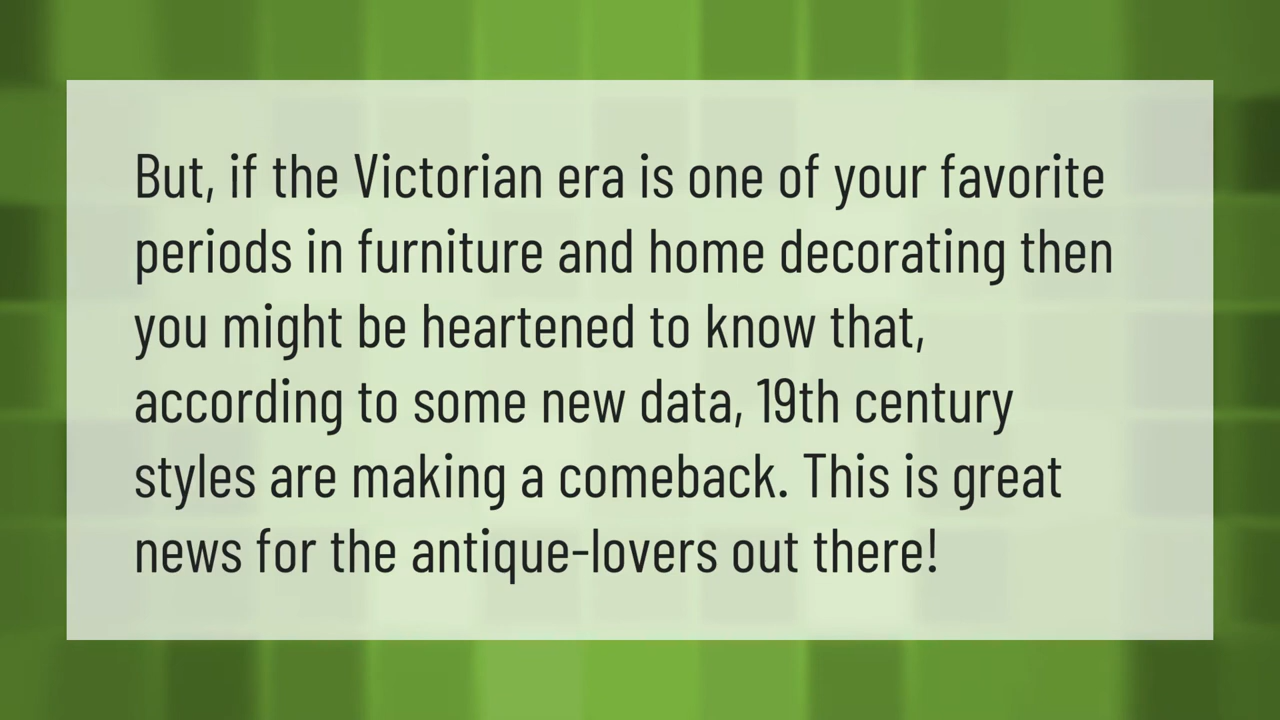 But, if the Victorian era is one of your favorite
periods in furniture and home decorating then
you might be heartened to know that,
according to some new data, 19th century
styles are making a comeback. This is great
news for the antique-lovers out there!